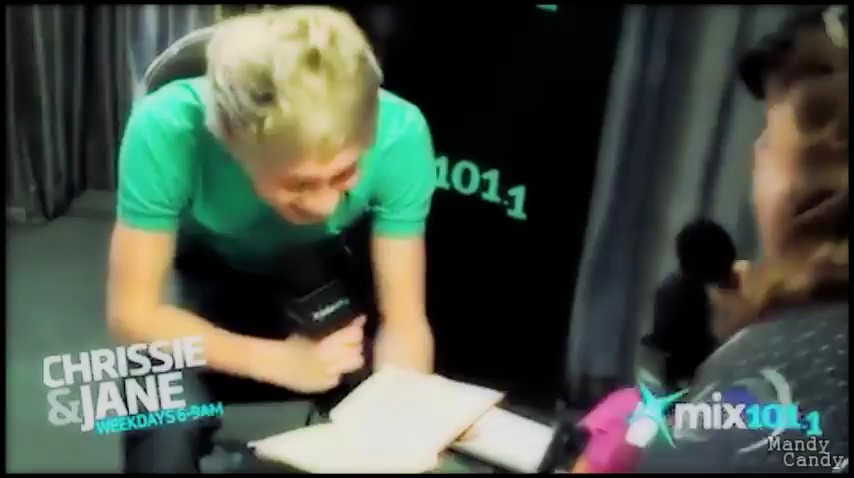 101.1
CHRISSIE
&JANE
WEEKDAYS 6-9AM
mix101.1
Mandy
Candy